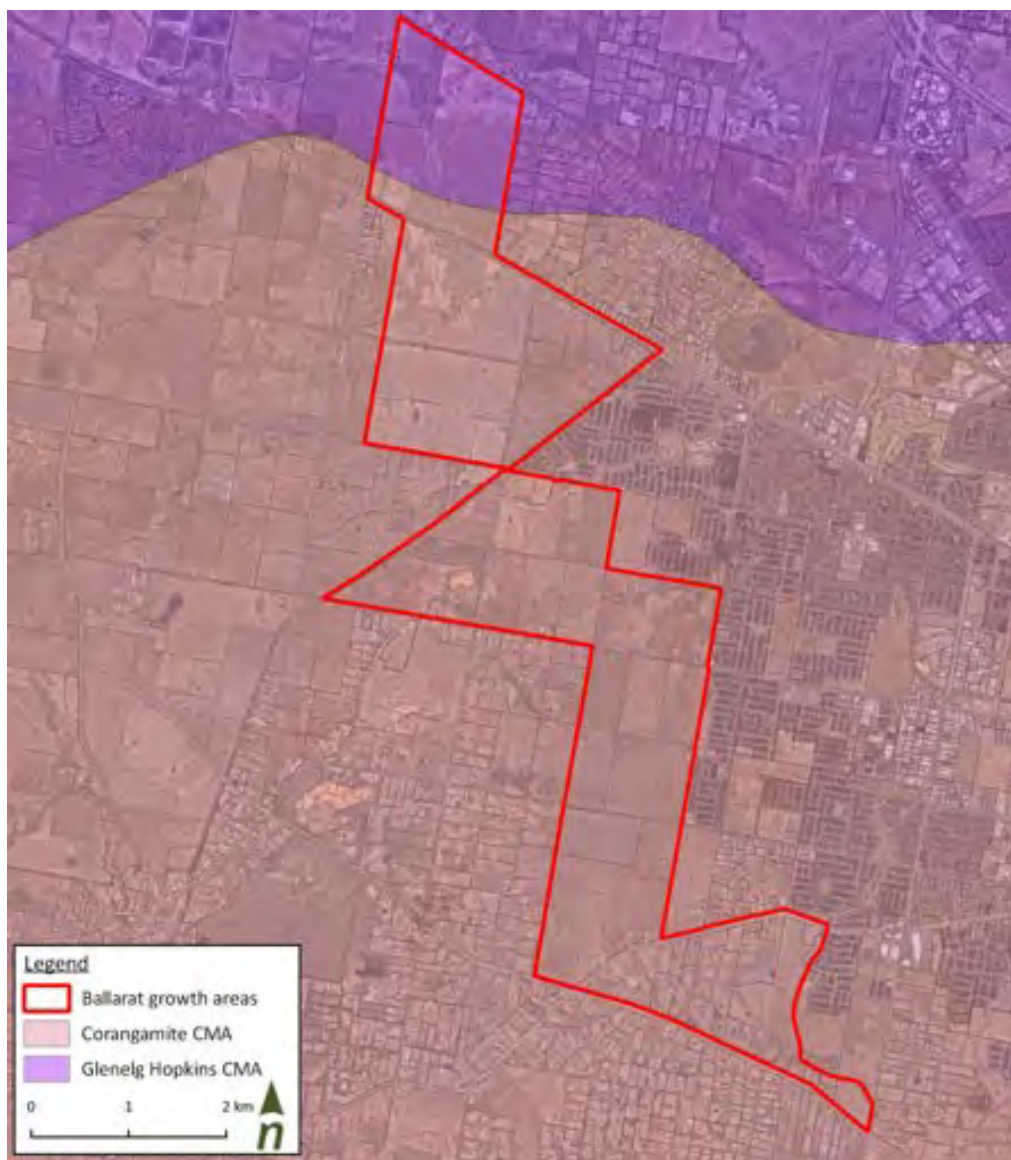 Legend
Ballarat growth areas
Corangamite CMA
Glenelg Hopkins CMA
0 1 2 km
n